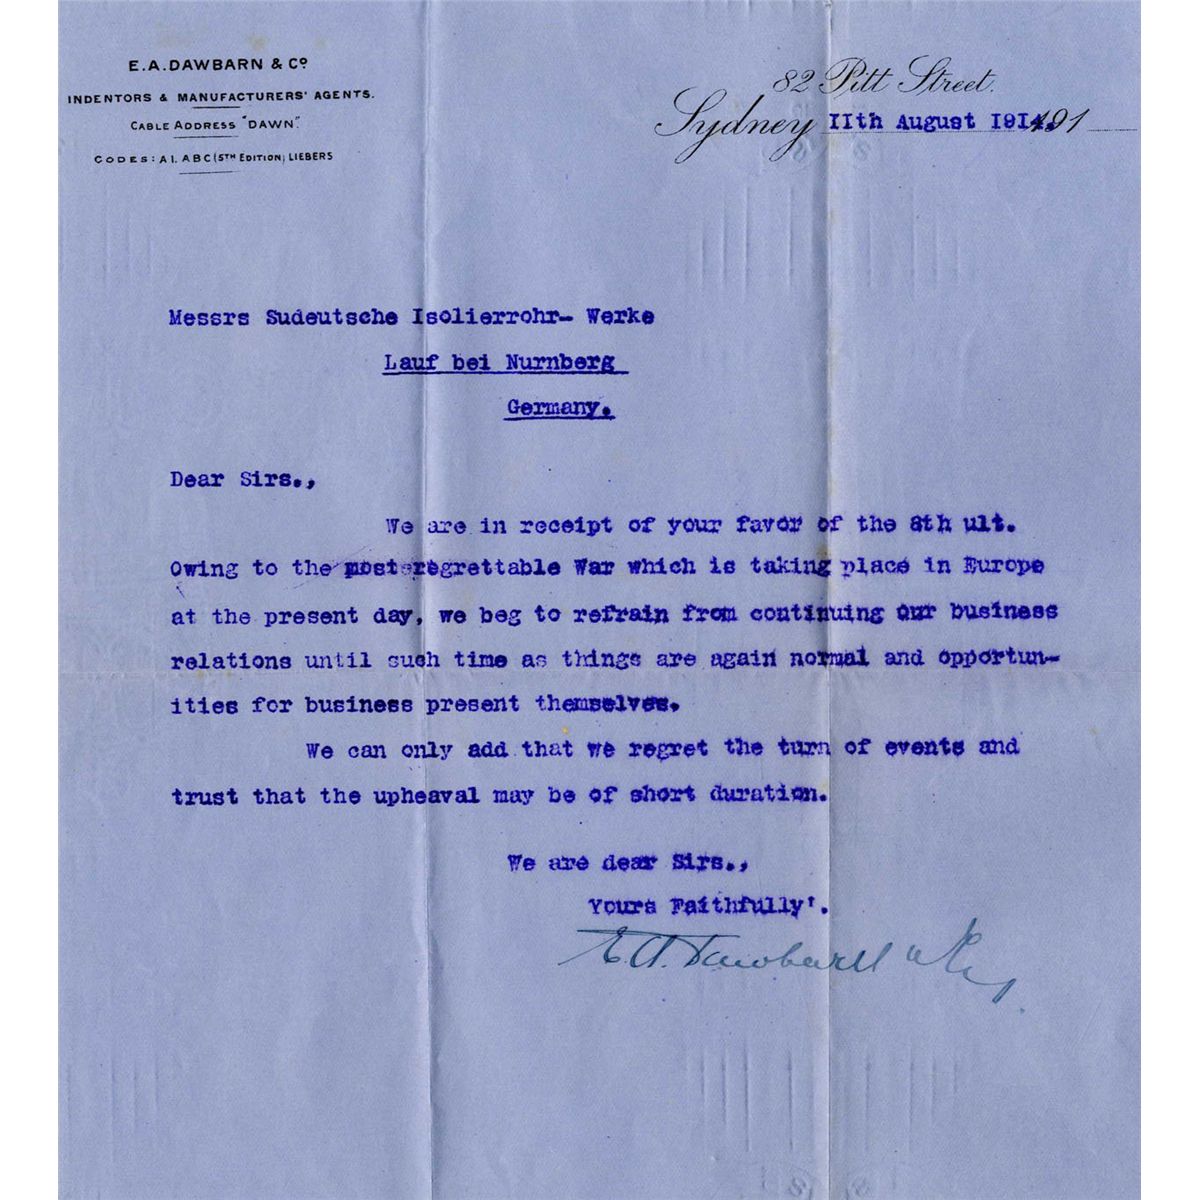 E.A.DAWBARN & Cº
INDENTORS & MANUFACTURERS' AGENTS.
CABLE ADDRESS "DAWN".
CODES: A1. ABC (5TH EDITION) LIEBERS
82 Pitt Street.
Sydney 11th August 1914. 191
Messrs Sudeutsche Isolierrohr- Werke
Lauf bei Nurnberg
Germany.
Dear Sirs.,
We are in receipt of your favor of the 8th ult.
Owing to the most regrettable War which is taking place in Europe
at the present day, we beg to refrain from continuing our business
relations until such time as things are again normal and opportun-
ities for business present themselves.
We can only add that we regret the turn of events and
trust that the upheaval may be of short duration.
We are dear Sirs.,
Yours Faithfully'.
E.A. Dawbarn & Co.